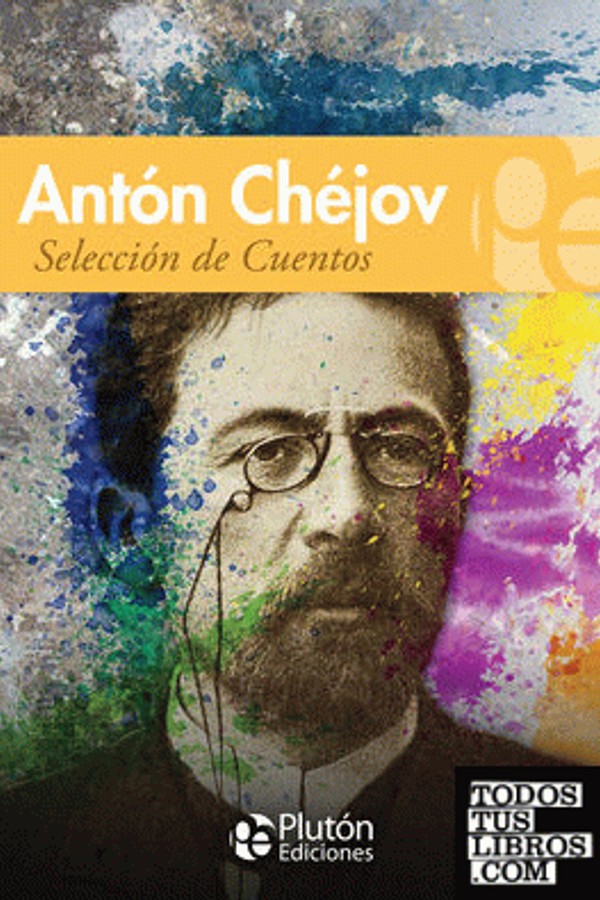 Antón Chéjov
Selección de Cuentos
Plutón
Ediciones
TODOS
TUS
LIBROS
.COM